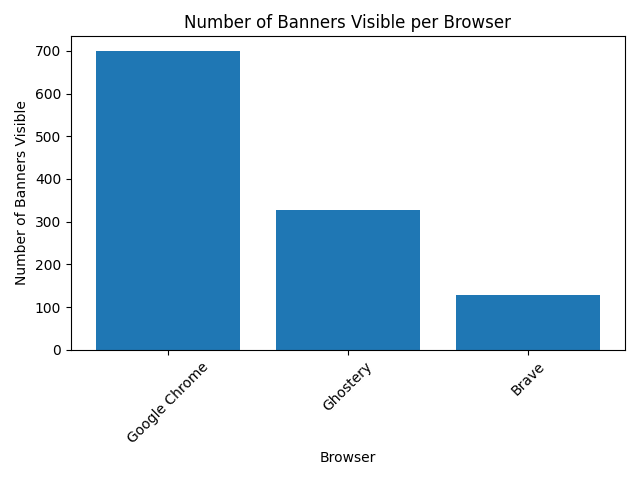 Number of Banners Visible per Browser
Number of Banners Visible
700
600
500
400
300
200
100
0
Google Chrome
Ghostery
Brave
Browser